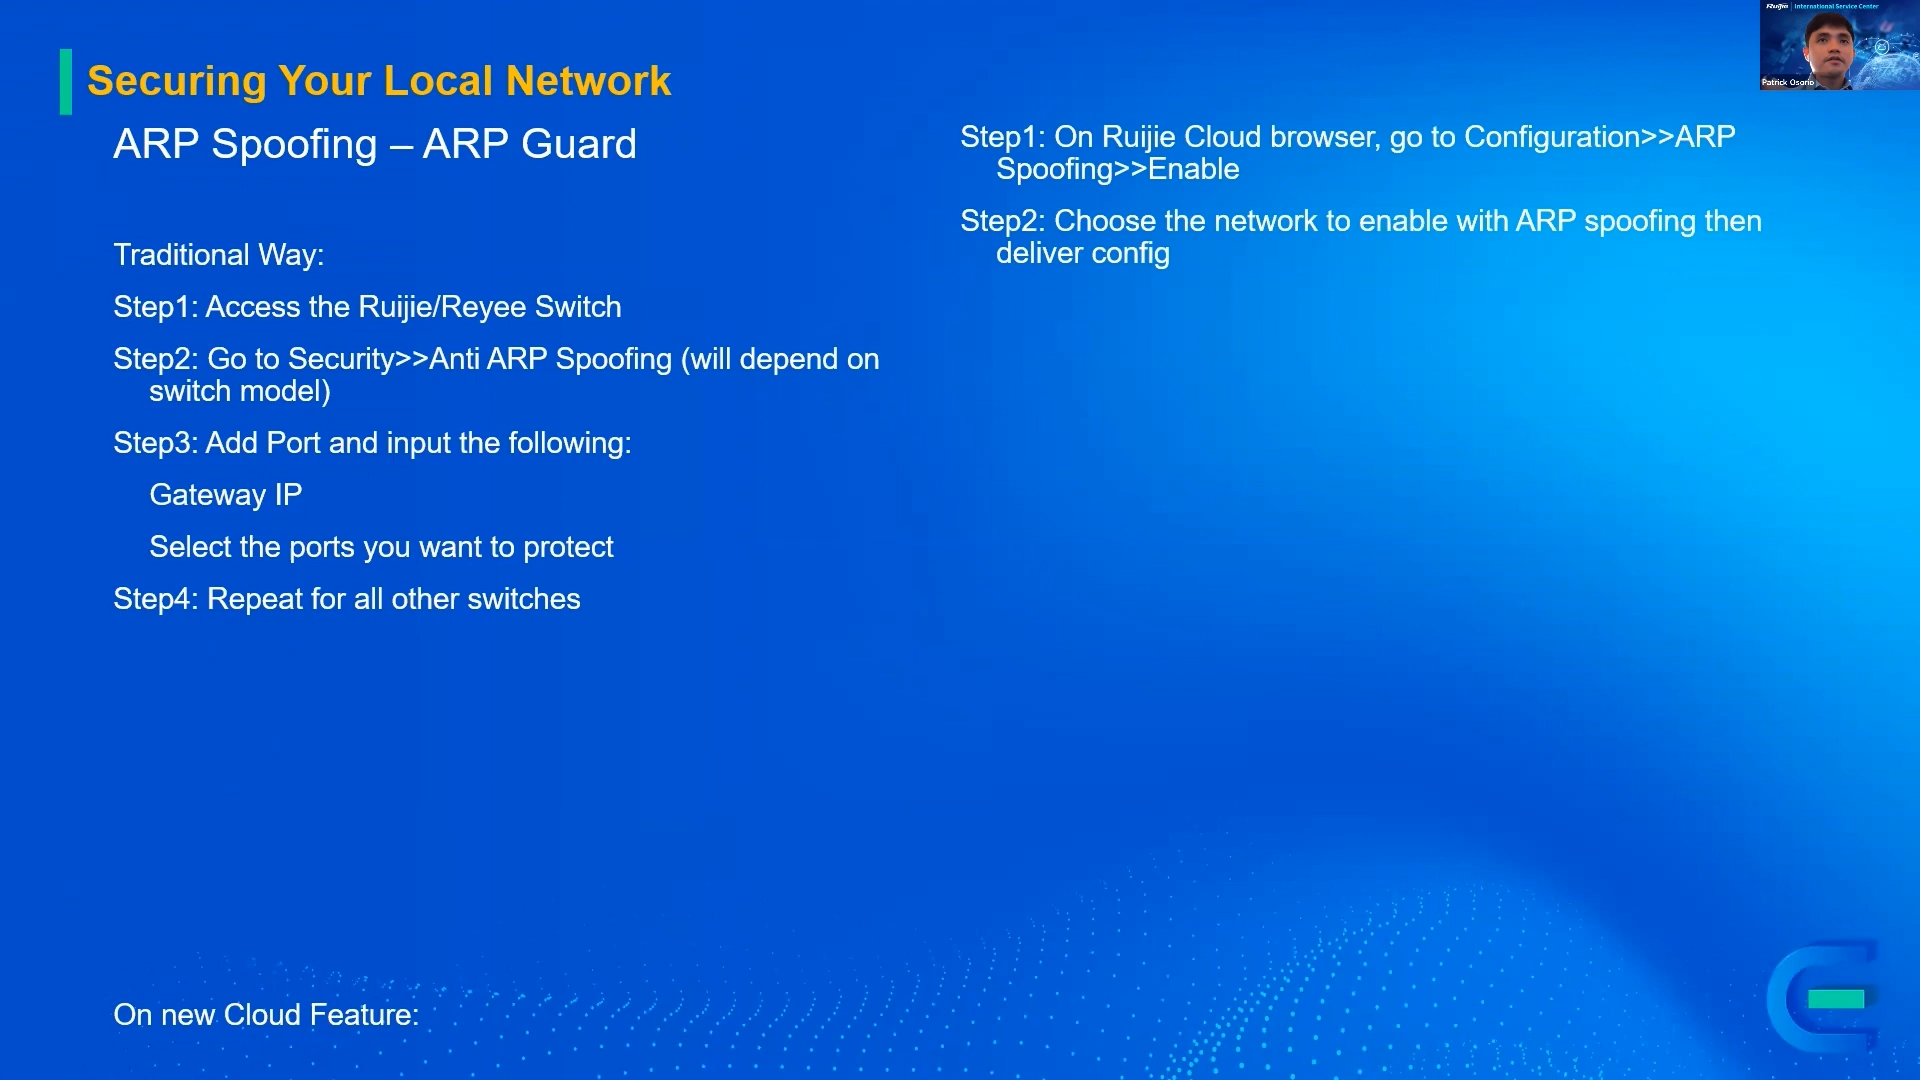 Securing Your Local Network
ARP Spoofing – ARP Guard
Traditional Way:
Step1: Access the Ruijie/Reyee Switch
Step2: Go to Security>>Anti ARP Spoofing (will depend on
switch model)
Step3: Add Port and input the following:
Gateway IP
Select the ports you want to protect
Step4: Repeat for all other switches
On new Cloud Feature:
Step1: On Ruijie Cloud browser, go to Configuration>>ARP
Spoofing>>Enable
Step2: Choose the network to enable with ARP spoofing then
deliver config
Ruijie | International Service Center
Patrick Osorio